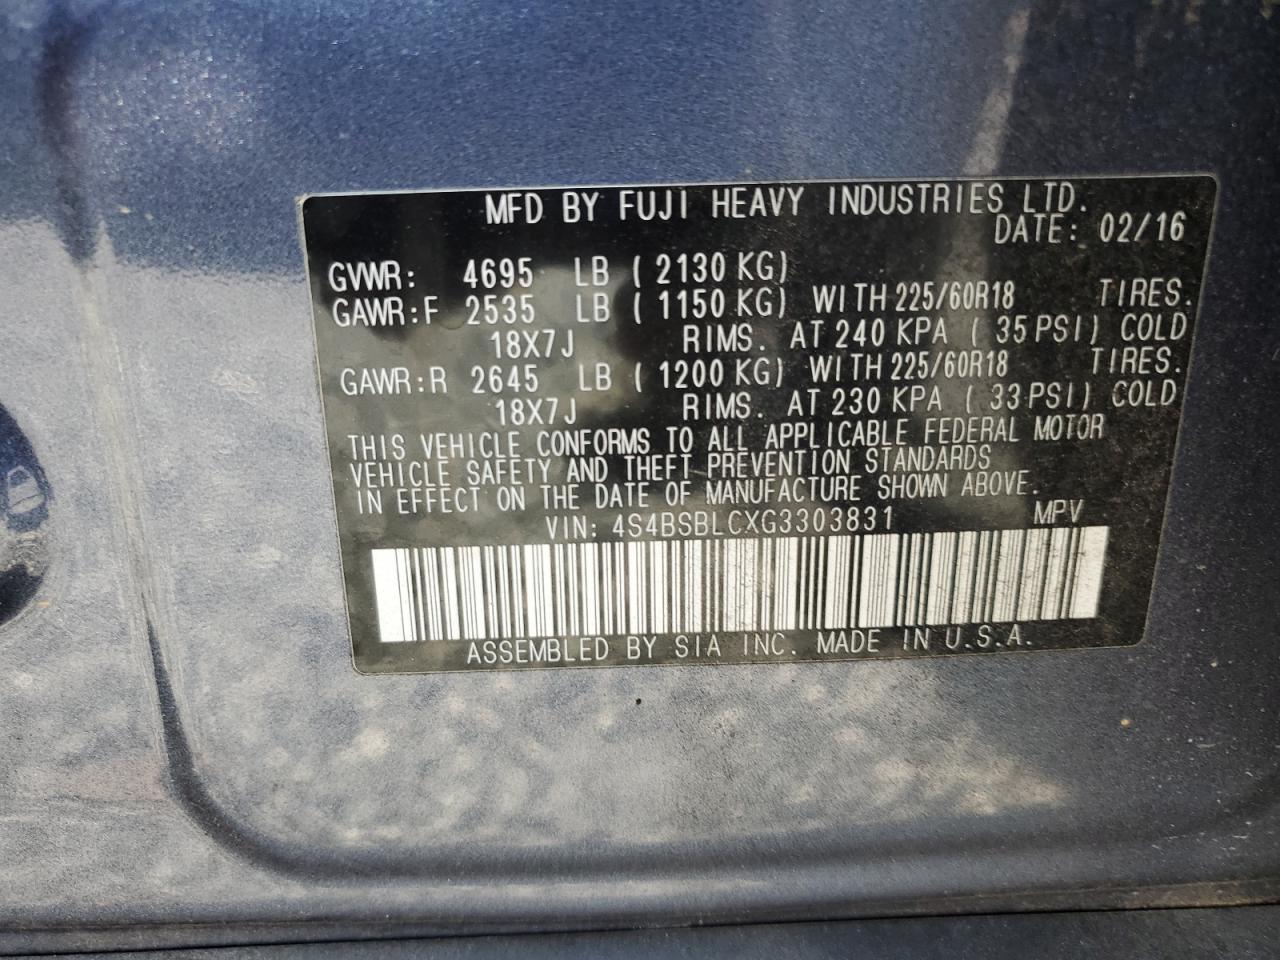 MFD BY FUJI HEAVY INDUSTRIES LTD.
DATE: 02/16
GVWR: 4695 LB ( 2130 KG)
GAWR:F 2535 LB ( 1150 KG) WITH 225/60R18 TIRES.
18X7J RIMS. AT 240 KPA ( 35 PSI) COLD
GAWR:R 2645 LB ( 1200 KG) WITH 225/60R18 TIRES.
18X7J RIMS. AT 230 KPA ( 33 PSI) COLD
THIS VEHICLE CONFORMS TO ALL APPLICABLE FEDERAL MOTOR
VEHICLE SAFETY AND THEFT PREVENTION STANDARDS
IN EFFECT ON THE DATE OF MANUFACTURE SHOWN ABOVE.
VIN: 4S4BSBLCXG3303831 MPV
ASSEMBLED BY SIA INC. MADE IN U.S.A.